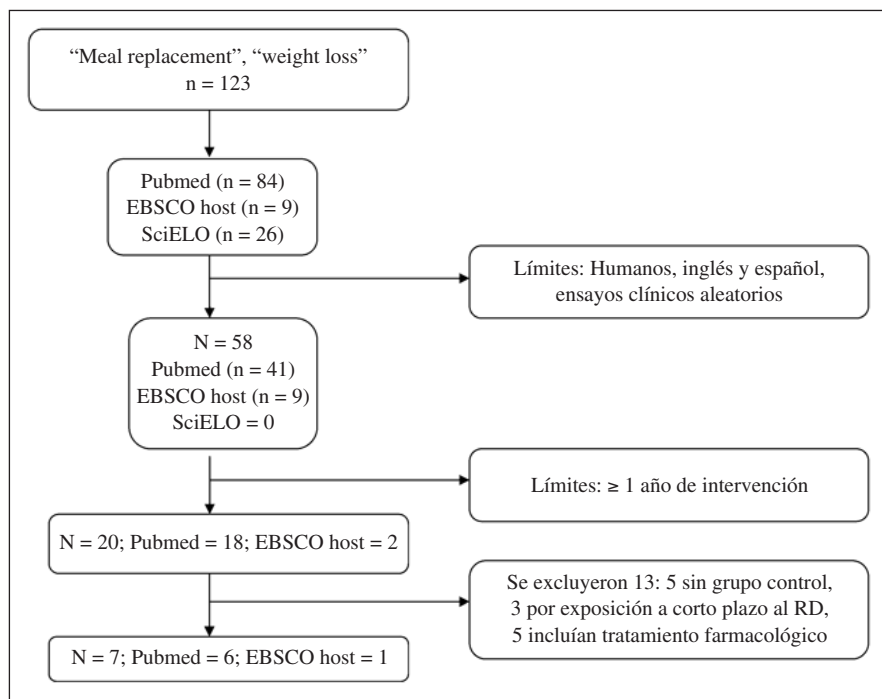 “Meal replacement”, “weight loss”
n = 123
Pubmed (n = 84)
EBSCO host (n = 9)
SciELO (n = 26)
Límites: Humanos, inglés y español,
ensayos clínicos aleatorios
N = 58
Pubmed (n = 41)
EBSCO host (n = 9)
SciELO = 0
Límites: ≥ 1 año de intervención
N = 20; Pubmed = 18; EBSCO host = 2
Se excluyeron 13: 5 sin grupo control,
3 por exposición a corto plazo al RD,
5 incluían tratamiento farmacológico
N = 7; Pubmed = 6; EBSCO host = 1